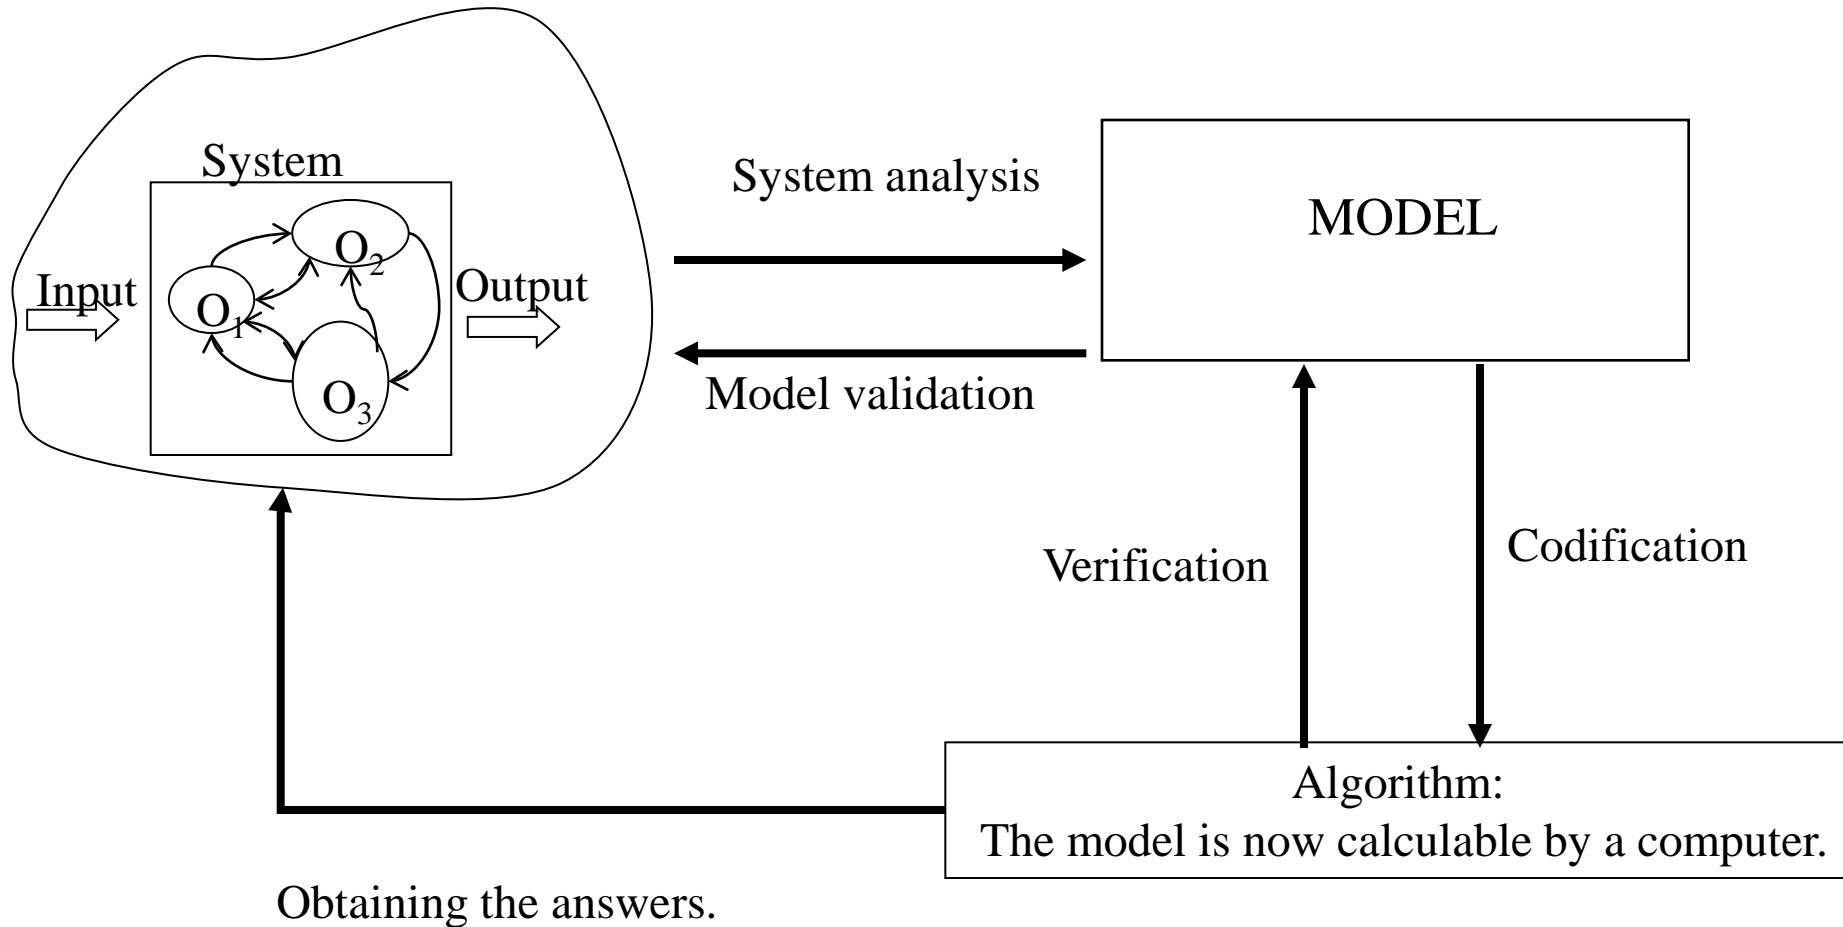 System
System analysis
MODEL
Input
O2
Output
O1
O3
Model validation
Verification
Codification
Algorithm:
The model is now calculable by a computer.
Obtaining the answers.